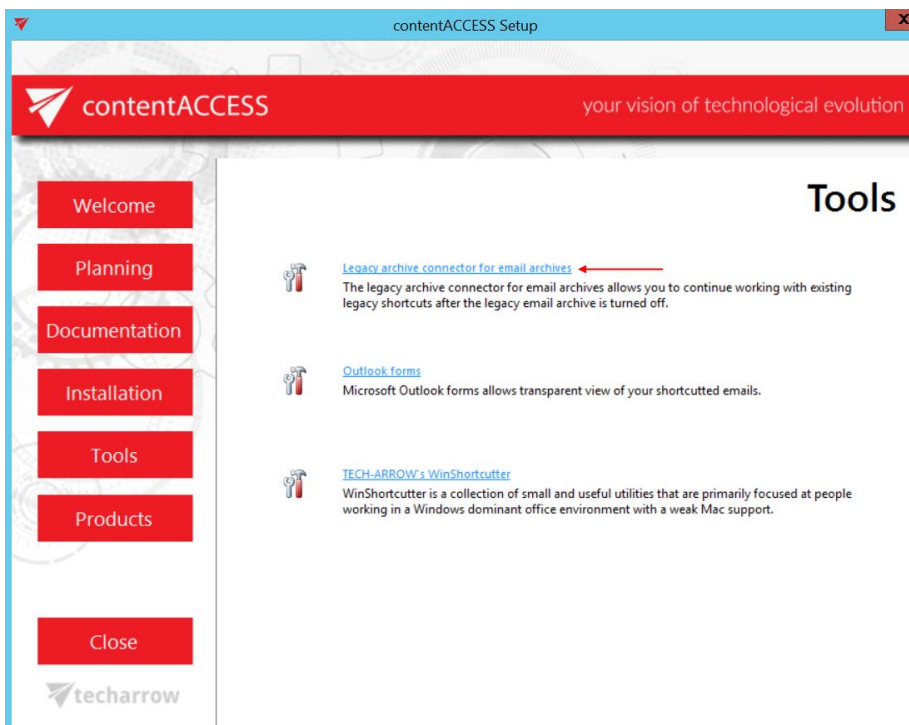 contentACCESS Setup
X
contentACCESS
your vision of technological evolution
Welcome
Planning
Documentation
Installation
Tools
Products
Close
techarrow
Tools
Legacy archive connector for email archives
The legacy archive connector for email archives allows you to continue working with existing
legacy shortcuts after the legacy email archive is turned off.
Outlook forms
Microsoft Outlook forms allows transparent view of your shortcutted emails.
TECH-ARROW's WinShortcutter
WinShortcutter is a collection of small and useful utilities that are primarily focused at people
working in a Windows dominant office environment with a weak Mac support.